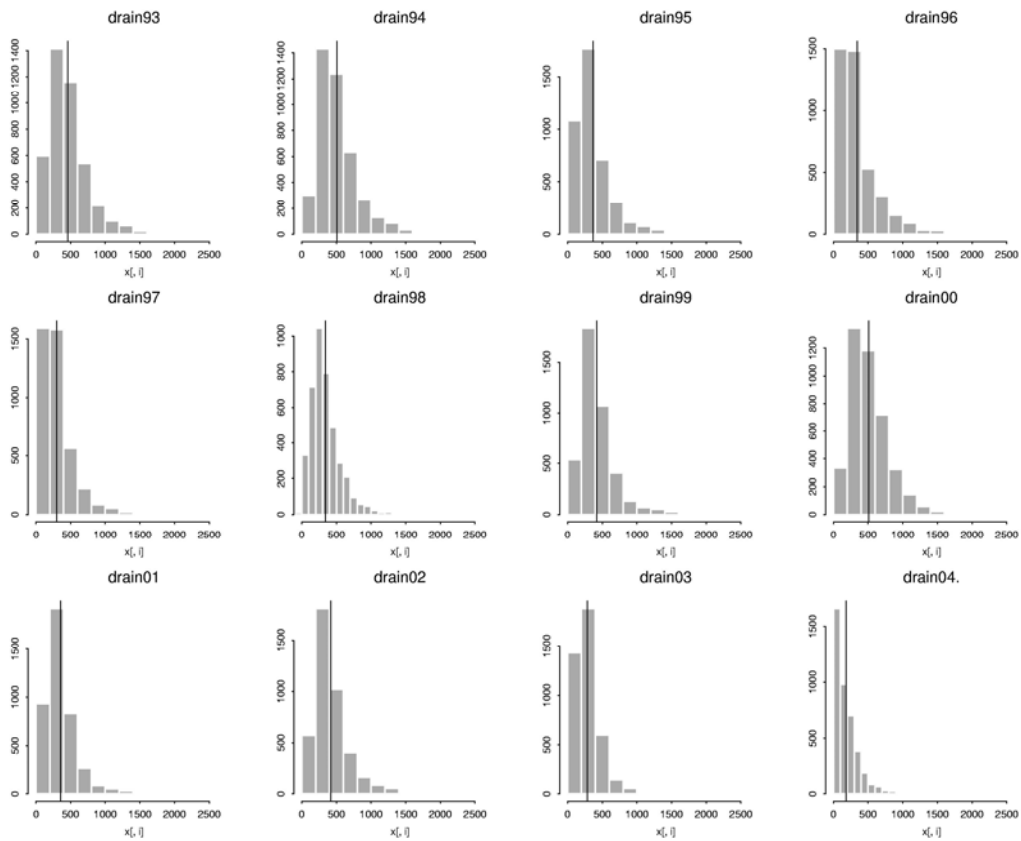 drain93 drain94 drain95 drain96
0 200 400 600 800 1000 1200 1400
0 200 400 600 800 1000 1200 1400
0 500 1000 1500
0 500 1000 1500
0 500 1000 1500 2000 2500 0 500 1000 1500 2000 2500 0 500 1000 1500 2000 2500 0 500 1000 1500 2000 2500
x[, i] x[, i] x[, i] x[, i]
drain97 drain98 drain99 drain00
0 500 1000 1500
0 200 400 600 800 1000
0 500 1000 1500
0 200 400 600 800 1000 1200
0 500 1000 1500 2000 2500 0 500 1000 1500 2000 2500 0 500 1000 1500 2000 2500 0 500 1000 1500 2000 2500
x[, i] x[, i] x[, i] x[, i]
drain01 drain02 drain03 drain04.
0 500 1000 1500
0 500 1000 1500
0 500 1000 1500
0 500 1000 1500
0 500 1000 1500 2000 2500 0 500 1000 1500 2000 2500 0 500 1000 1500 2000 2500 0 500 1000 1500 2000 2500
x[, i] x[, i] x[, i] x[, i]